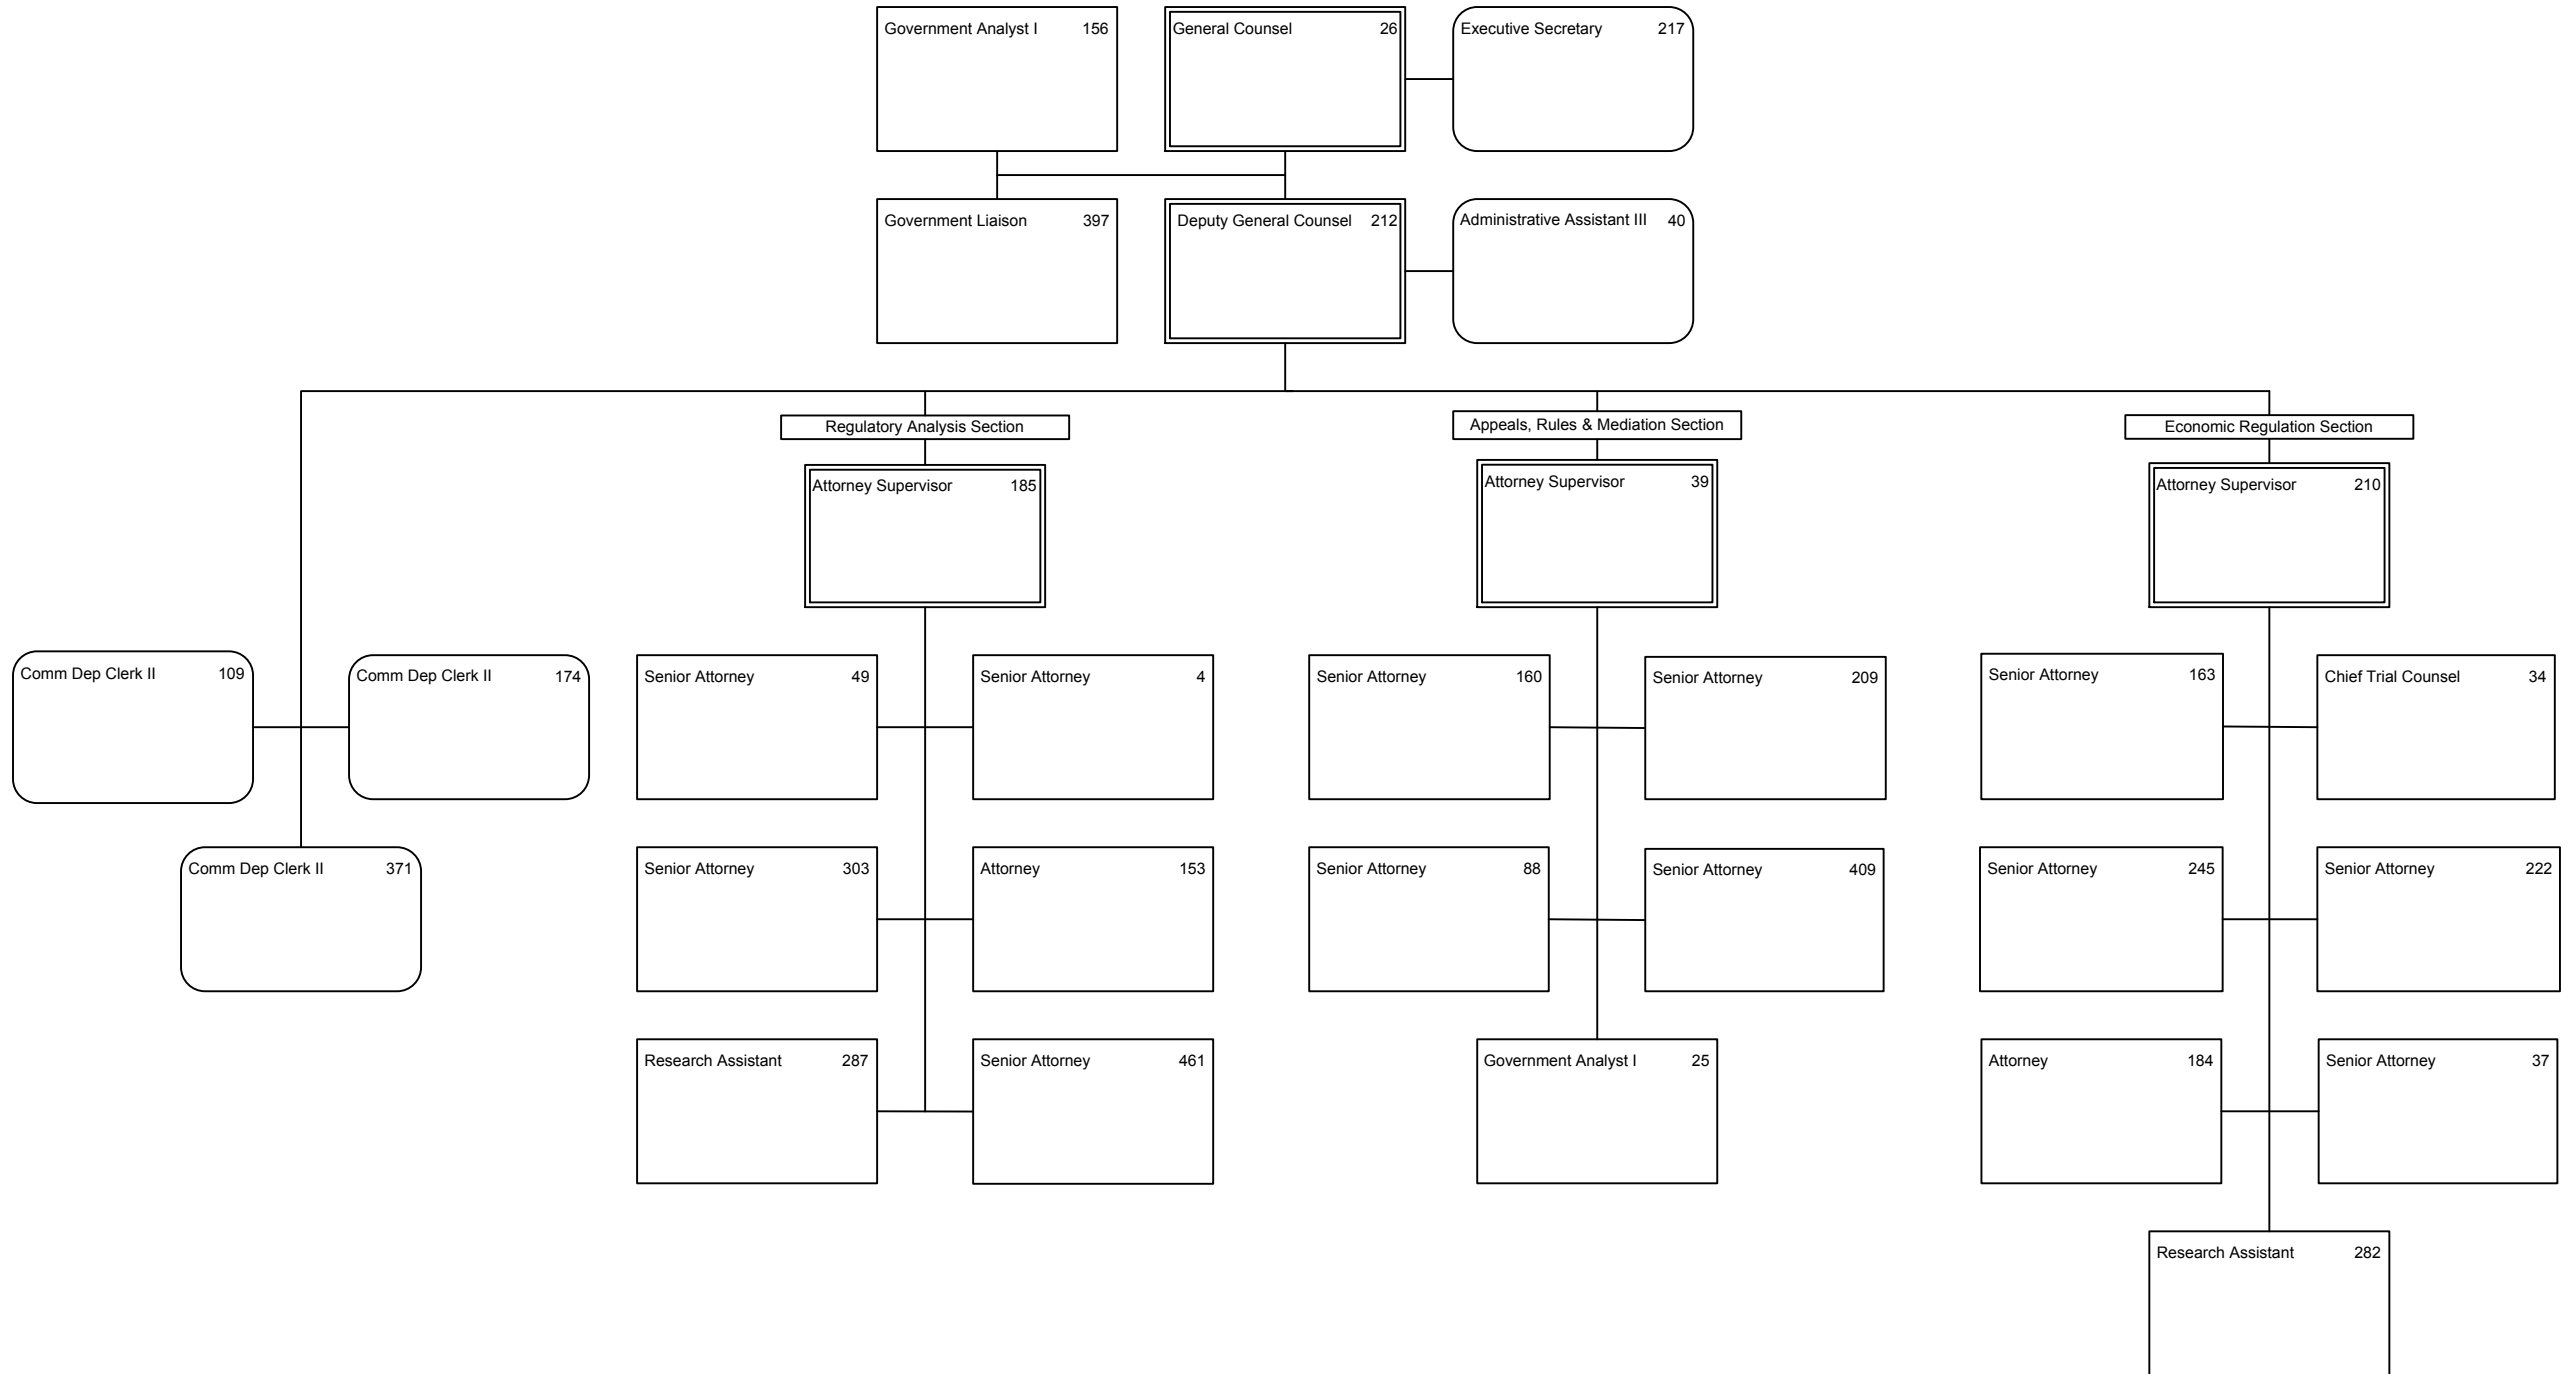 Government Analyst I 156
General Counsel 26
Executive Secretary 217
Government Liaison 397
Deputy General Counsel 212
Administrative Assistant III 40
Regulatory Analysis Section
Appeals, Rules & Mediation Section
Economic Regulation Section
Attorney Supervisor 185
Attorney Supervisor 39
Attorney Supervisor 210
Comm Dep Clerk II 109
Comm Dep Clerk II 174
Senior Attorney 49
Senior Attorney 4
Senior Attorney 160
Senior Attorney 209
Senior Attorney 163
Chief Trial Counsel 34
Comm Dep Clerk II 371
Senior Attorney 303
Attorney 153
Senior Attorney 88
Senior Attorney 409
Senior Attorney 245
Senior Attorney 222
Research Assistant 287
Senior Attorney 461
Government Analyst I 25
Attorney 184
Senior Attorney 37
Research Assistant 282